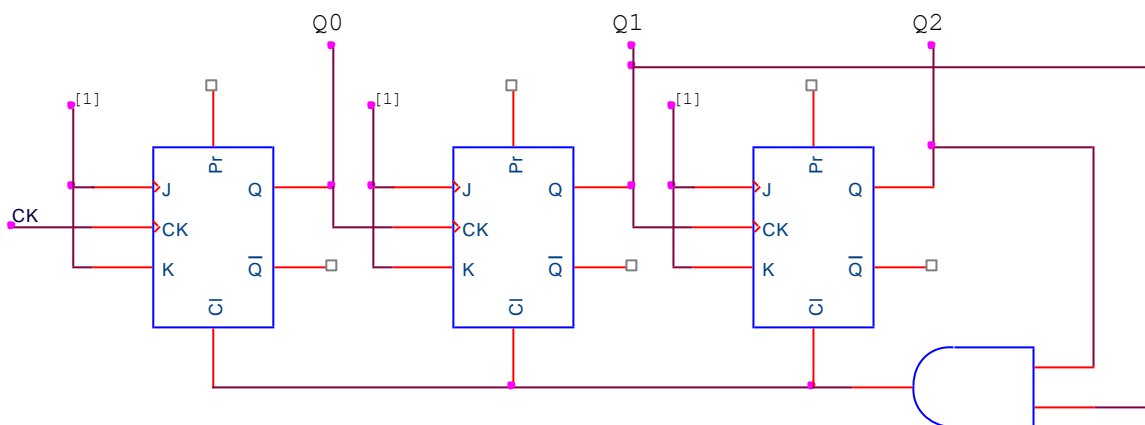 Q0 Q1 Q2
[1] [1] [1]
Pr Pr Pr
J Q J Q J Q
CK
CK CK CK
K Q̅ K Q̅ K Q̅
Cl Cl Cl